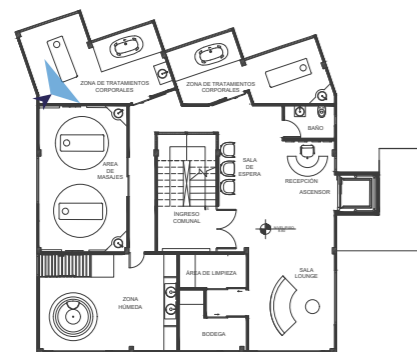 ZONA DE TRATAMIENTOS
CORPORALES
ZONA DE TRATAMIENTOS
CORPORALES
BAÑO
AREA
DE
MASAJES
SALA
DE
ESPERA
RECEPCIÓN
ASCENSOR
INGRESO
COMUNAL
ÁREA DE LIMPIEZA
SALA
LOUNGE
ZONA
HÚMEDA
BODEGA